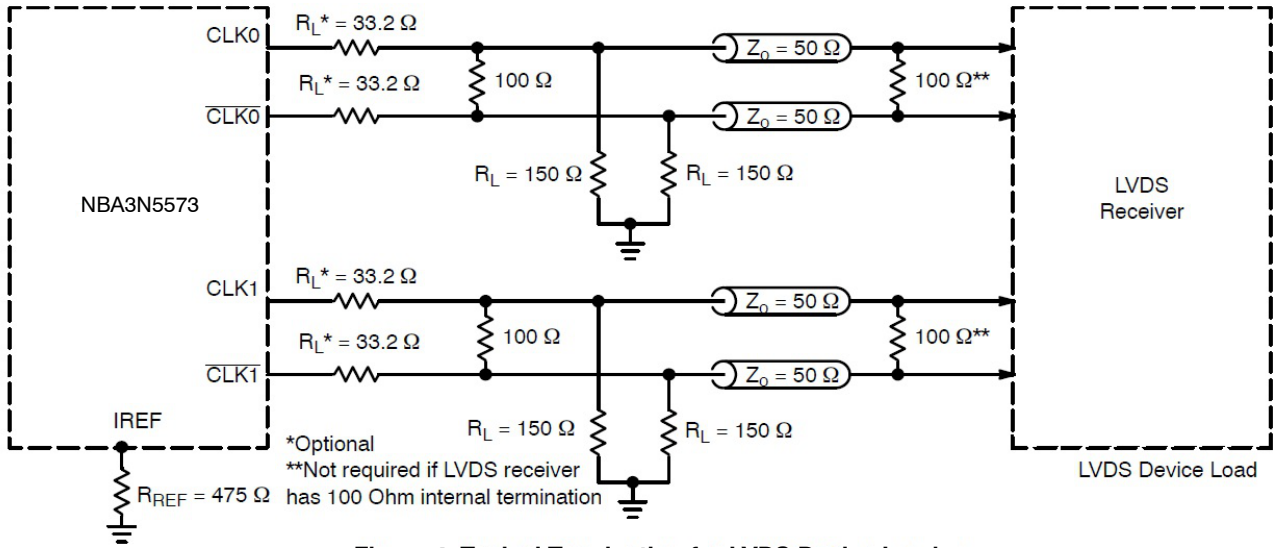 CLK0
R_L* = 33.2 Ω
Z_O = 50 Ω
R_L* = 33.2 Ω
100 Ω
100 Ω**
CLK0
Z_O = 50 Ω
R_L = 150 Ω
R_L = 150 Ω
NBA3N5573
LVDS
Receiver
CLK1
R_L* = 33.2 Ω
Z_O = 50 Ω
R_L* = 33.2 Ω
100 Ω
100 Ω**
CLK1
Z_O = 50 Ω
IREF
R_L = 150 Ω
R_L = 150 Ω
*Optional
**Not required if LVDS receiver
has 100 Ohm internal termination
R_REF = 475 Ω
LVDS Device Load